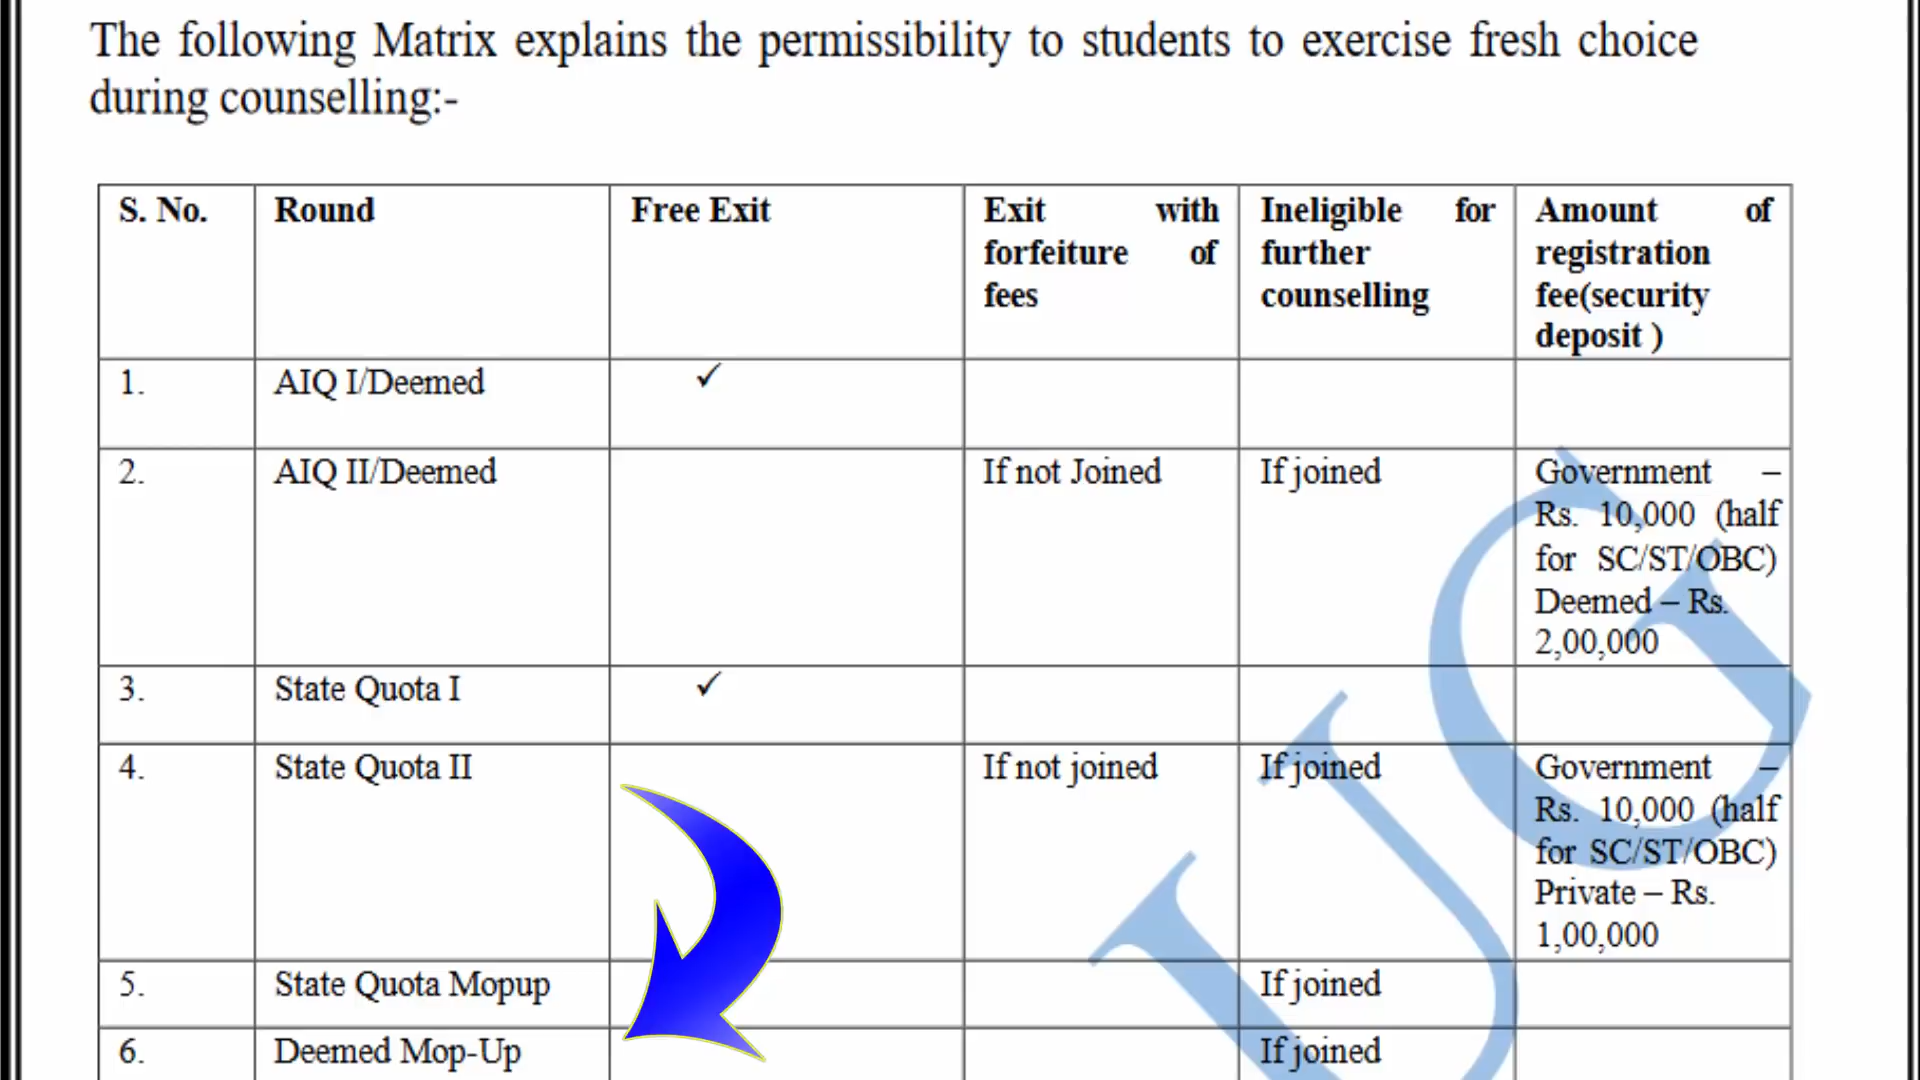 The following Matrix explains the permissibility to students to exercise fresh choice
during counselling:-
S. No. Round Free Exit Exit with forfeiture of fees Ineligible for further counselling Amount of registration fee(security deposit )
1. AIQ I/Deemed ✓
2. AIQ II/Deemed If not Joined If joined Government – Rs. 10,000 (half for SC/ST/OBC) Deemed – Rs. 2,00,000
3. State Quota I ✓
4. State Quota II If not joined If joined Government – Rs. 10,000 (half for SC/ST/OBC) Private – Rs. 1,00,000
5. State Quota Mopup If joined
6. Deemed Mop-Up If joined
UG